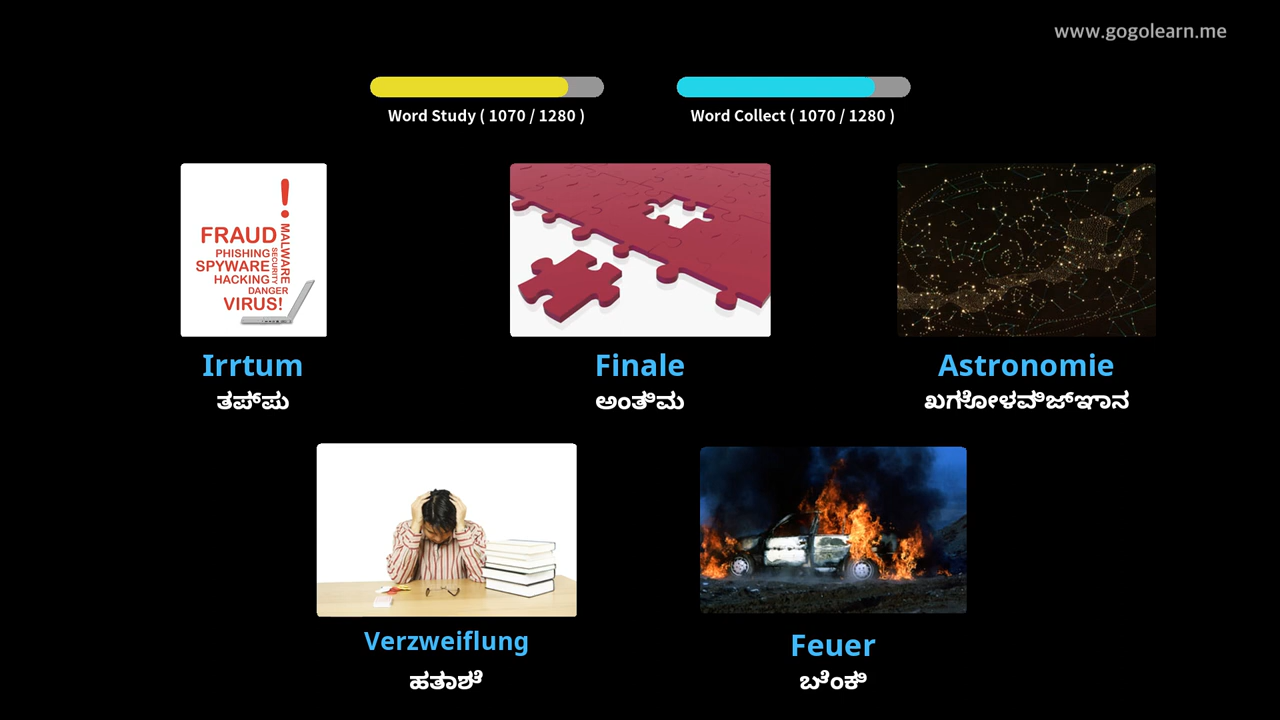 www.gogolearn.me
Word Study ( 1070 / 1280 )
Word Collect ( 1070 / 1280 )
!
FRAUD
MALWARE
PHISHING
SECURITY
SPYWARE
HACKING
DANGER
VIRUS!
Irrtum
ತಪ್ಪು
Finale
ಅಂತಿಮ
Astronomie
ಖಗೋಳವಿಜ್ಞಾನ
Verzweiflung
ಹತಾಶೆ
Feuer
ಬೆಂಕಿ